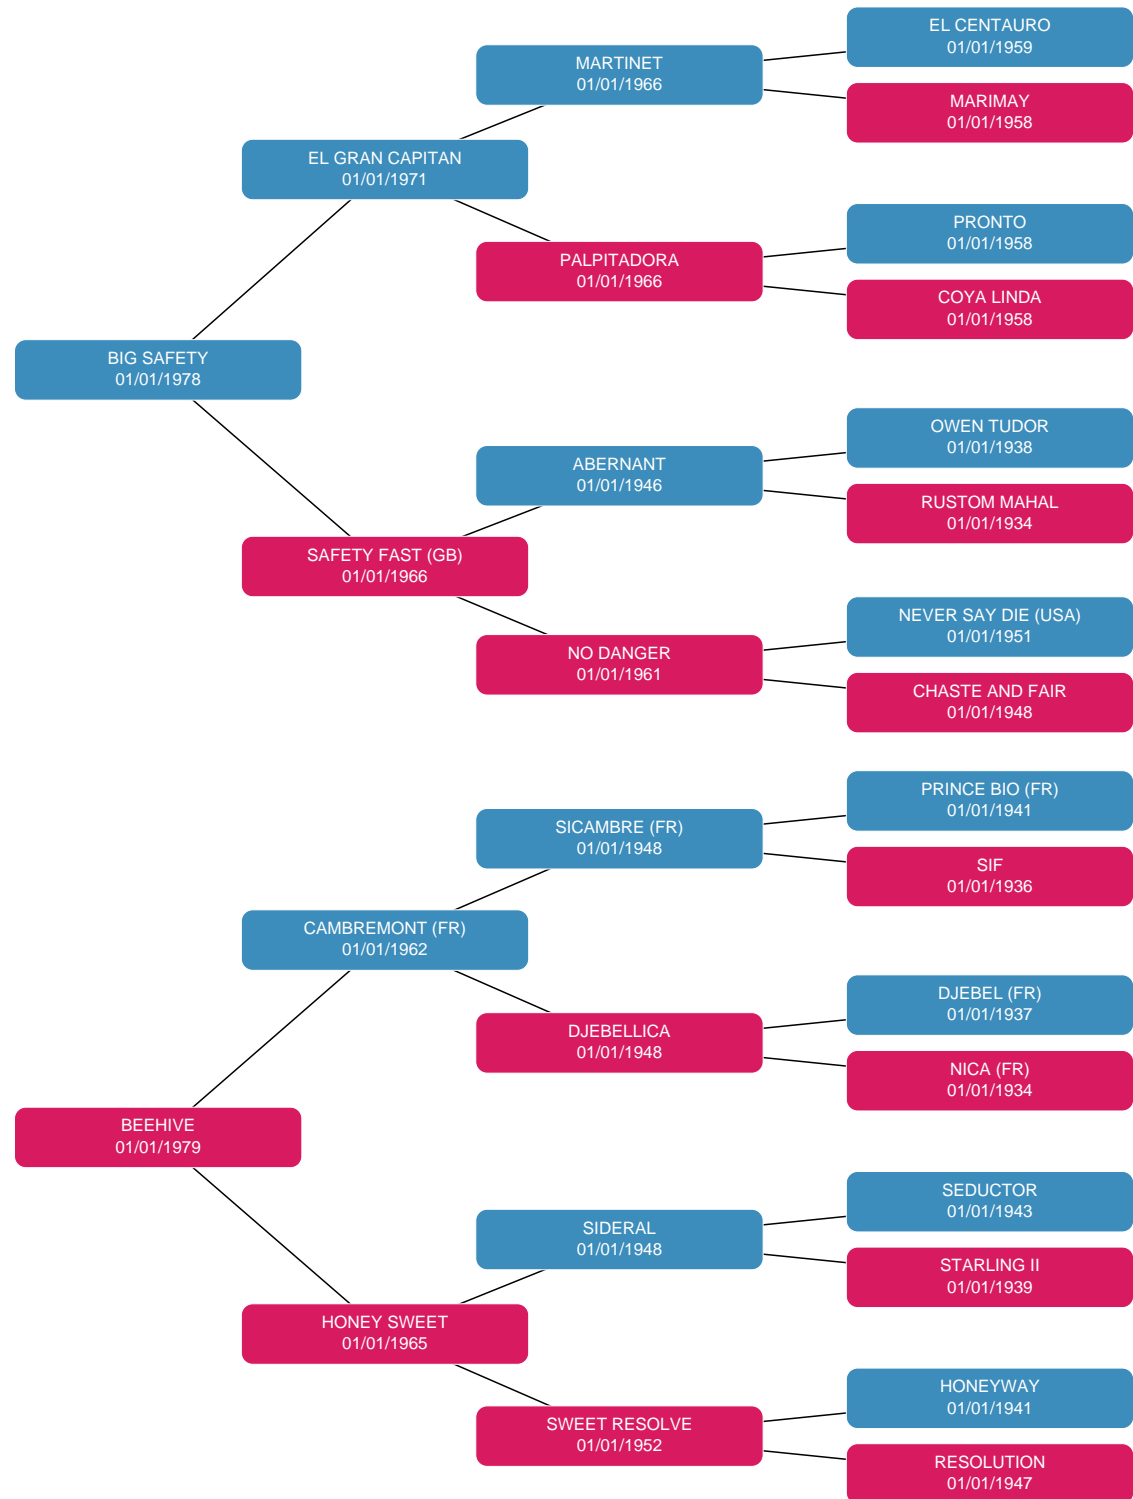 EL CENTAURO
01/01/1959
MARTINET
01/01/1966
MARIMAY
01/01/1958
EL GRAN CAPITAN
01/01/1971
PRONTO
01/01/1958
PALPITADORA
01/01/1966
COYA LINDA
01/01/1958
BIG SAFETY
01/01/1978
OWEN TUDOR
01/01/1938
ABERNANT
01/01/1946
RUSTOM MAHAL
01/01/1934
SAFETY FAST (GB)
01/01/1966
NEVER SAY DIE (USA)
01/01/1951
NO DANGER
01/01/1961
CHASTE AND FAIR
01/01/1948
PRINCE BIO (FR)
01/01/1941
SICAMBRE (FR)
01/01/1948
SIF
01/01/1936
CAMBREMONT (FR)
01/01/1962
DJEBEL (FR)
01/01/1937
DJEBELLICA
01/01/1948
NICA (FR)
01/01/1934
BEEHIVE
01/01/1979
SEDUCTOR
01/01/1943
SIDERAL
01/01/1948
STARLING II
01/01/1939
HONEY SWEET
01/01/1965
HONEYWAY
01/01/1941
SWEET RESOLVE
01/01/1952
RESOLUTION
01/01/1947